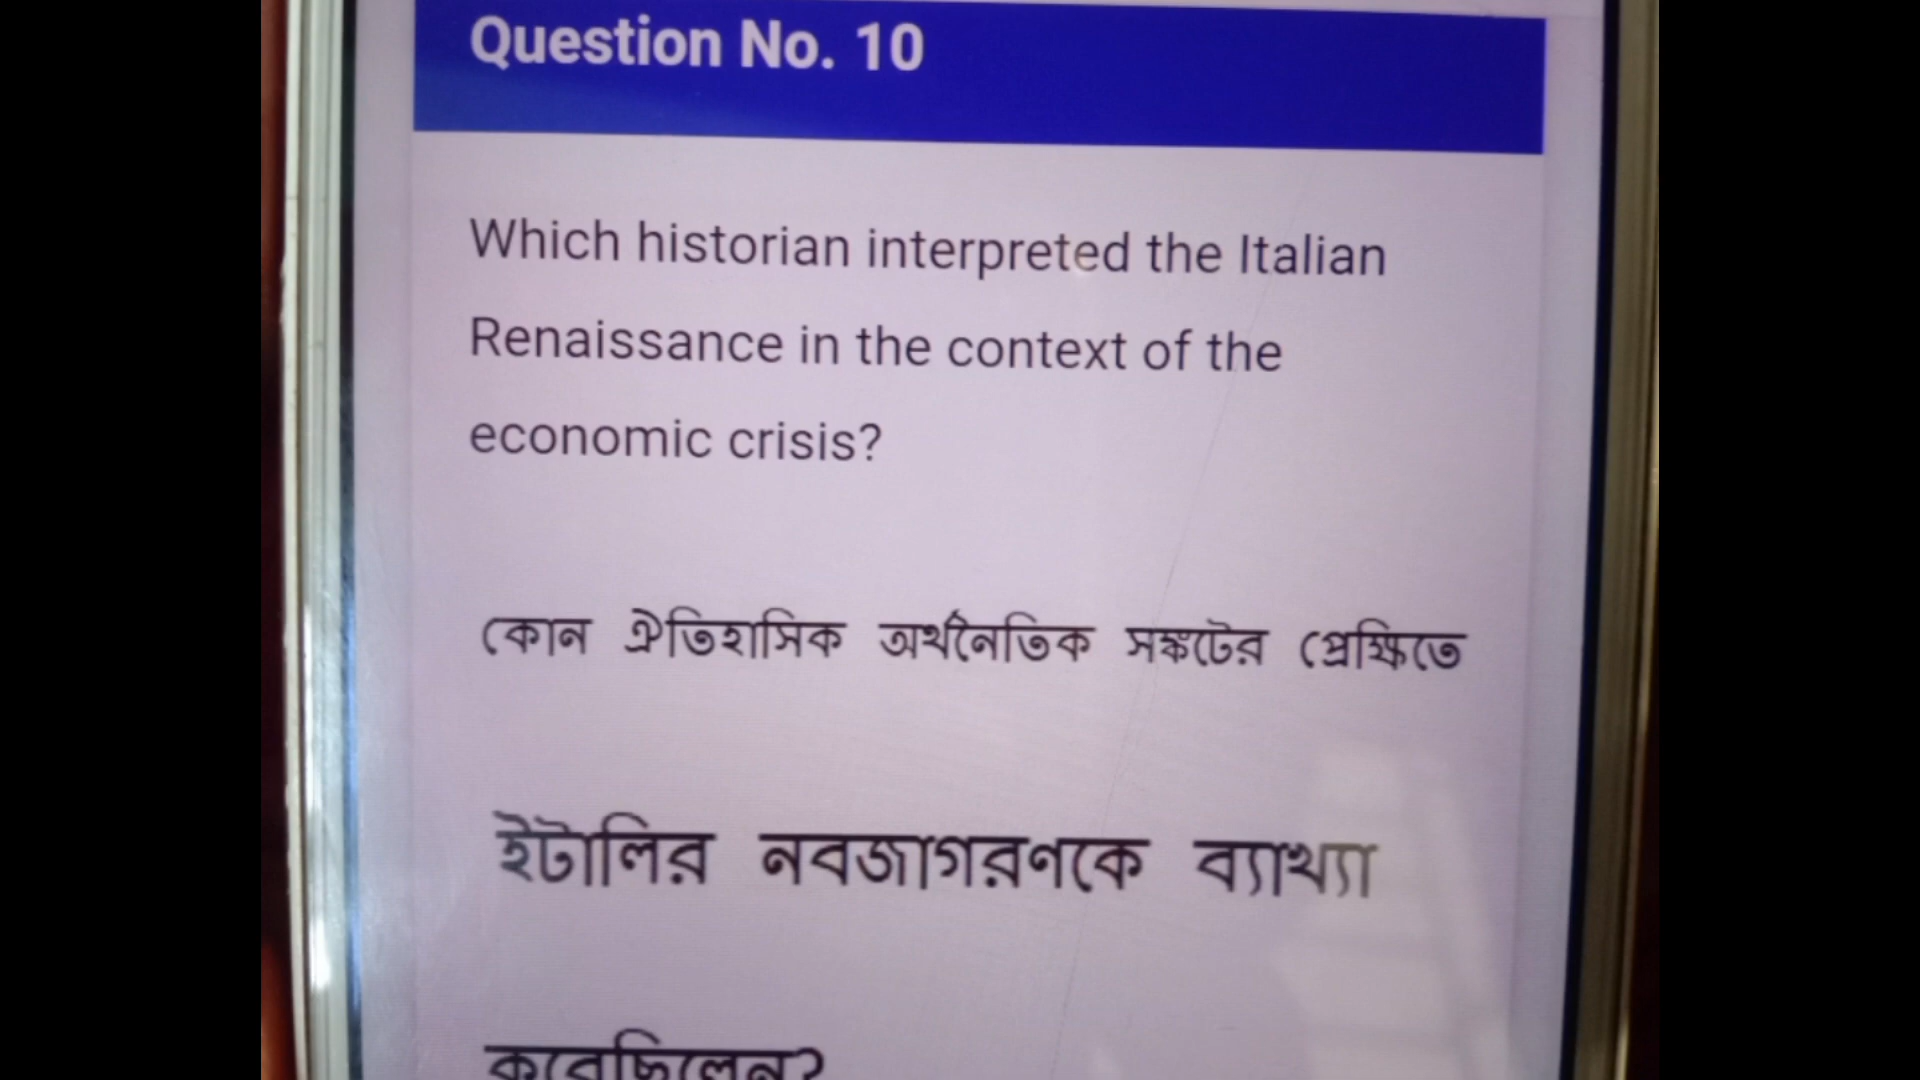 Question No. 10
Which historian interpreted the Italian
Renaissance in the context of the
economic crisis?
কোন ঐতিহাসিক অর্থনৈতিক সঙ্কটের প্রেক্ষিতে
ইটালির নবজাগরণকে ব্যাখ্যা
করেছিলেন?